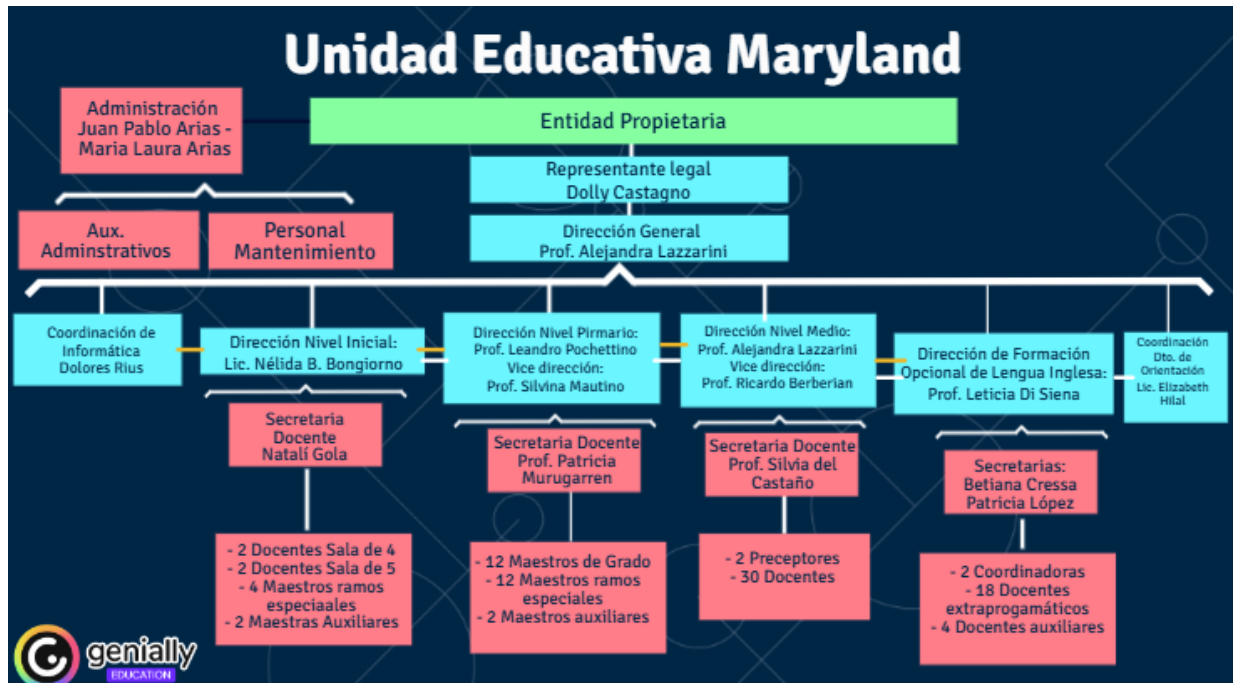 Unidad Educativa Maryland
Administración
Juan Pablo Arias -
Maria Laura Arias
Entidad Propietaria
Representante legal
Dolly Castagno
Aux.
Adminstrativos
Personal
Mantenimiento
Dirección General
Prof. Alejandra Lazzarini
Coordinación de
Informática
Dolores Rius
Dirección Nivel Inicial:
Lic. Nélida B. Bongiorno
Dirección Nivel Pirmario:
Prof. Leandro Pochettino
Vice dirección:
Prof. Silvina Mautino
Dirección Nivel Medio:
Prof. Alejandra Lazzarini
Vice dirección:
Prof. Ricardo Berberian
Dirección de Formación
Opcional de Lengua Inglesa:
Prof. Leticia Di Siena
Coordinación
Dto. de
Orientación
Lic. Elizabeth
Hilal
Secretaria
Docente
Natalí Gola
Secretaria Docente
Prof. Patricia
Murugarren
Secretaria Docente
Prof. Silvia del
Castaño
Secretarias:
Betiana Cressa
Patricia López
- 2 Docentes Sala de 4
- 2 Docentes Sala de 5
- 4 Maestros ramos
especiaales
- 2 Maestras Auxiliares
- 12 Maestros de Grado
- 12 Maestros ramos
especiales
- 2 Maestros auxiliares
- 2 Preceptores
- 30 Docentes
- 2 Coordinadoras
- 18 Docentes
extraprogamáticos
- 4 Docentes auxiliares
genially
EDUCATION